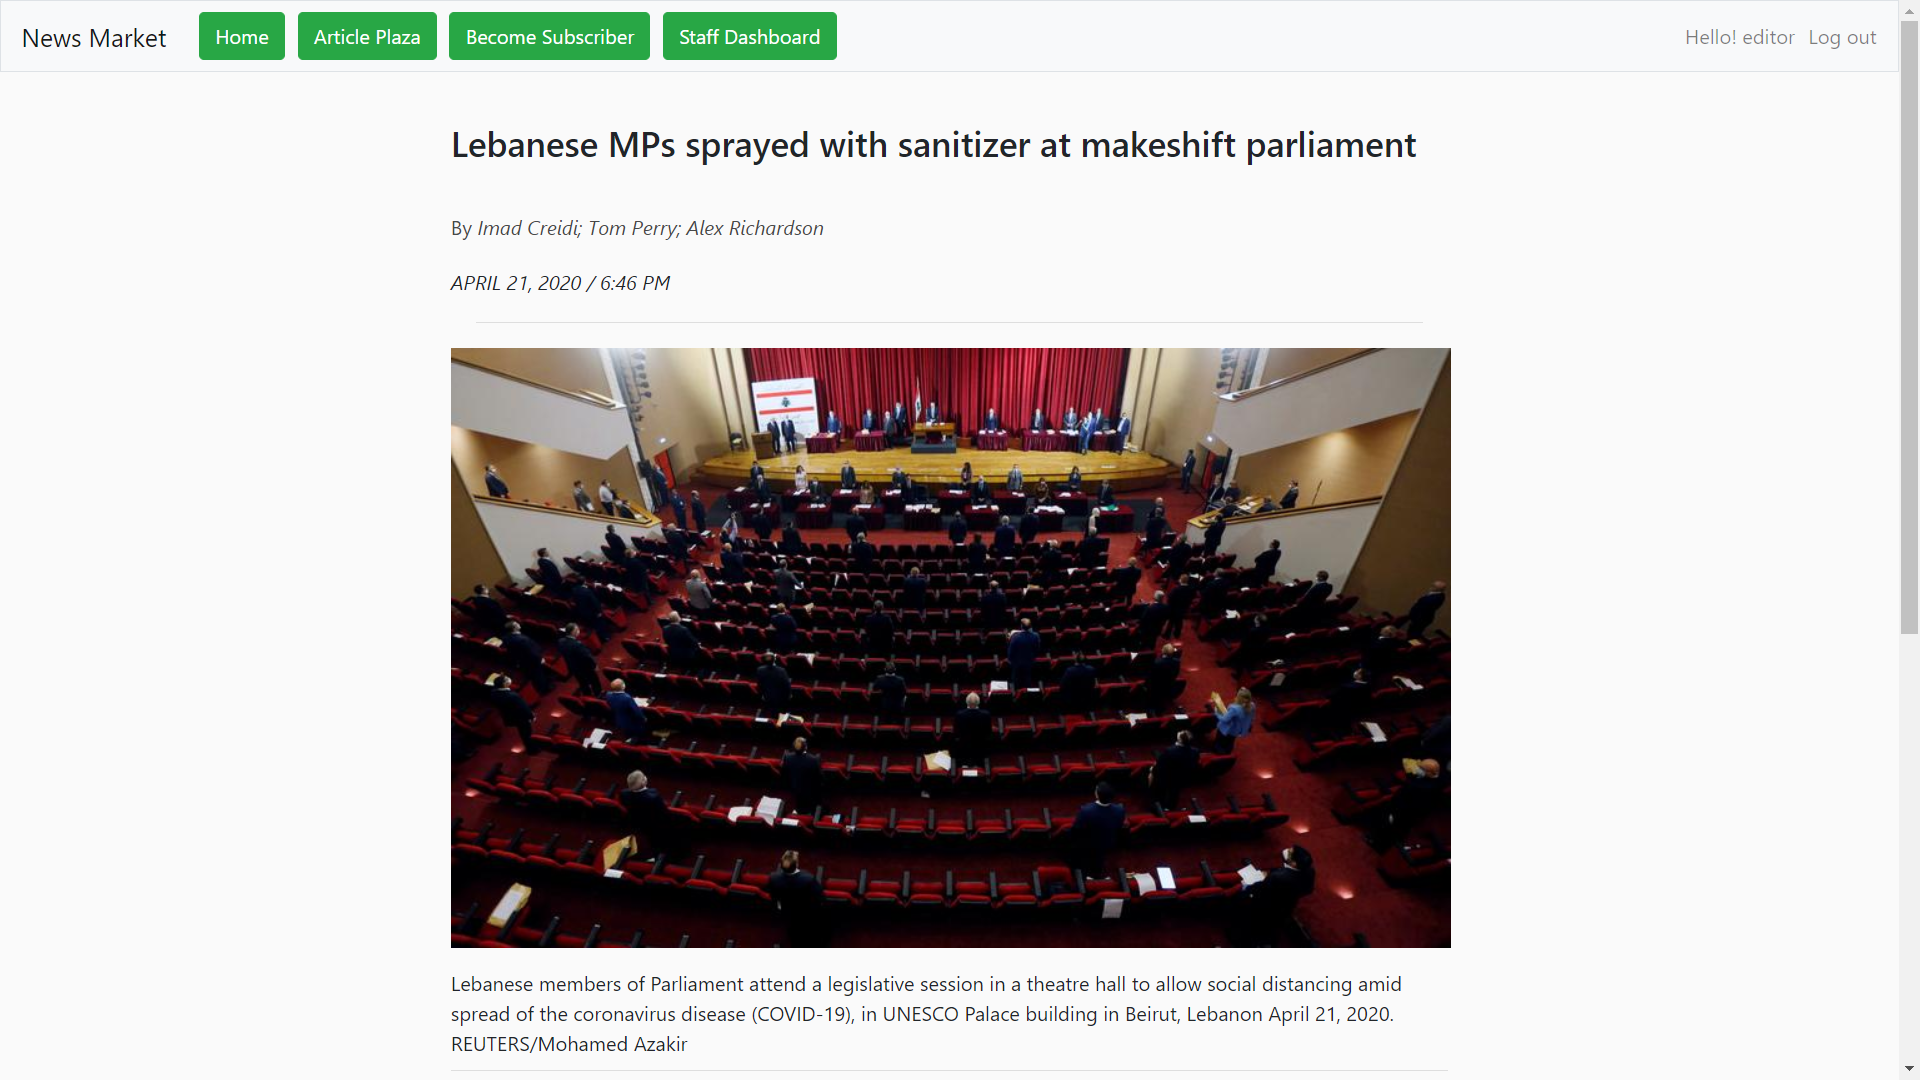 News Market
Home
Article Plaza
Become Subscriber
Staff Dashboard
Hello! editor
Log out
Lebanese MPs sprayed with sanitizer at makeshift parliament
By Imad Creidi; Tom Perry; Alex Richardson
APRIL 21, 2020 / 6:46 PM
Lebanese members of Parliament attend a legislative session in a theatre hall to allow social distancing amid
spread of the coronavirus disease (COVID-19), in UNESCO Palace building in Beirut, Lebanon April 21, 2020.
REUTERS/Mohamed Azakir